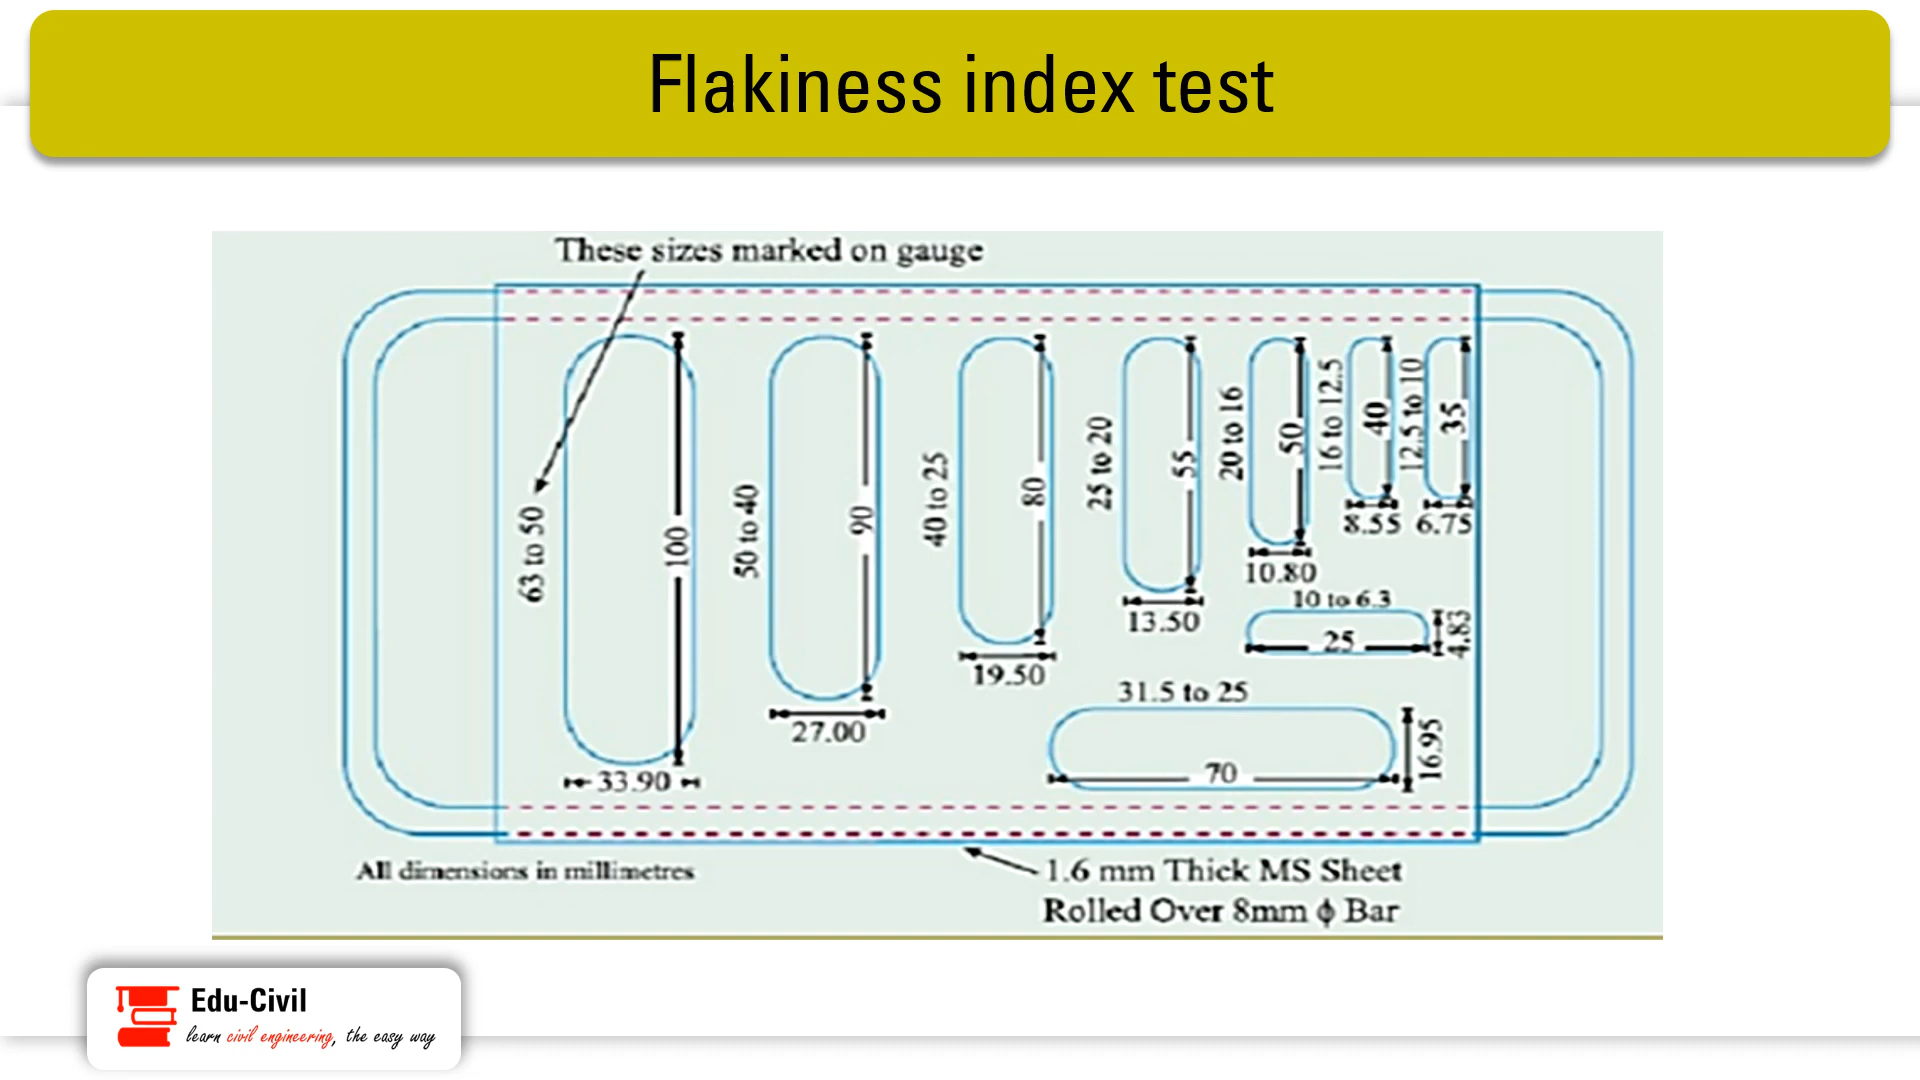 Flakiness index test
These sizes marked on gauge
63 to 50
100
33.90
50 to 40
90
27.00
40 to 25
80
19.50
25 to 20
55
13.50
20 to 16
50
10.80
16 to 12.5
40
8.55
12.5 to 10
35
6.75
10 to 6.3
25
4.83
31.5 to 25
70
16.95
All dimensions in millimetres
1.6 mm Thick MS Sheet
Rolled Over 8mm ϕ Bar
Edu-Civil
learn civil engineering, the easy way